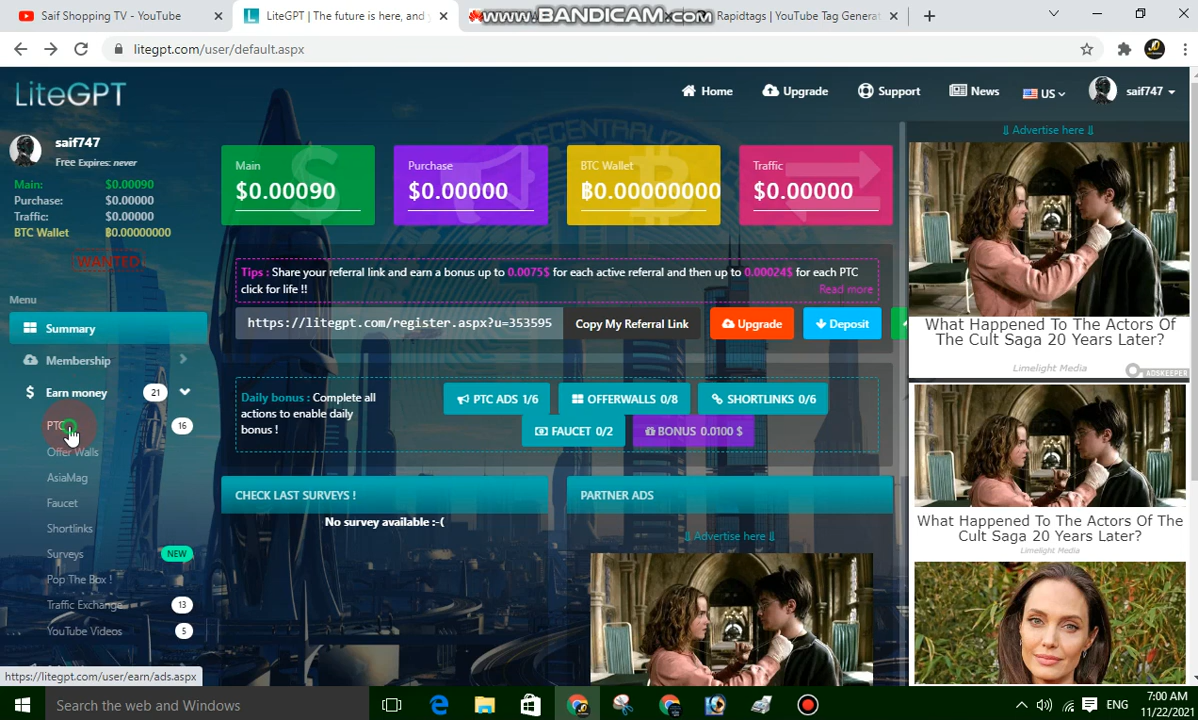 Saif Shopping TV - YouTube
LiteGPT | The future is here, and y
www.BANDICAM.com
Rapidtags | YouTube Tag Generat
litegpt.com/user/default.aspx
LiteGPT
Home
Upgrade
Support
News
US
saif747
saif747
Free Expires: never
Main: $0.00090
Purchase: $0.00000
Traffic: $0.00000
BTC Wallet ฿0.00000000
WANTED
Menu
Summary
Membership
Earn money 21
PTC 16
Offer Walls
AsiaMag
Faucet
Shortlinks
Surveys NEW
Pop The Box !
Traffic Exchange 13
YouTube Videos 5
https://litegpt.com/user/earn/ads.aspx
Main
$0.00090
Purchase
$0.00000
BTC Wallet
฿0.00000000
Traffic
$0.00000
DECENTRALIZ
Tips : Share your referral link and earn a bonus up to 0.0075$ for each active referral and then up to 0.00024$ for each PTC
click for life !!
Read more
https://litegpt.com/register.aspx?u=353595
Copy My Referral Link
Upgrade
Deposit
Daily bonus : Complete all
actions to enable daily
bonus !
PTC ADS 1/6
OFFERWALLS 0/8
SHORTLINKS 0/6
FAUCET 0/2
BONUS 0.0100 $
CHECK LAST SURVEYS !
No survey available :-(
PARTNER ADS
⇓ Advertise here ⇓
⇓ Advertise here ⇓
What Happened To The Actors Of
The Cult Saga 20 Years Later?
Limelight Media
ADSKEEPER
What Happened To The Actors Of The
Cult Saga 20 Years Later?
Limelight Media
Search the web and Windows
ENG
7:00 AM
11/22/2021